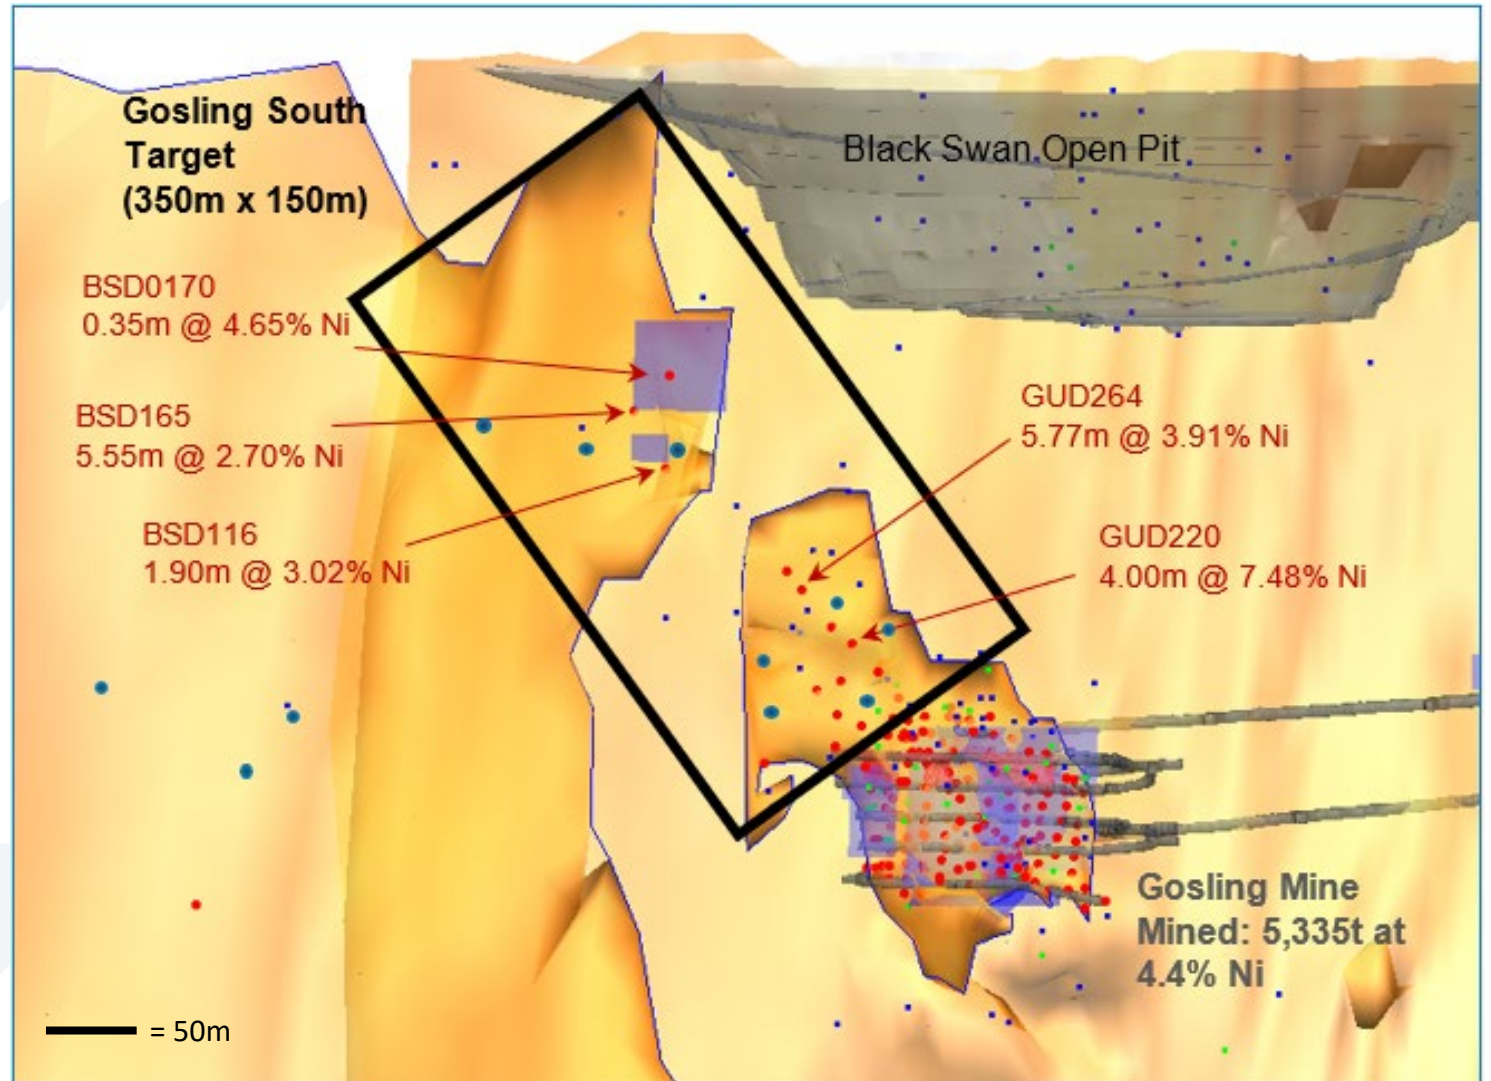 Gosling South
Target
(350m x 150m)
Black Swan Open Pit
BSD0170
0.35m @ 4.65% Ni
BSD165
5.55m @ 2.70% Ni
BSD116
1.90m @ 3.02% Ni
GUD264
5.77m @ 3.91% Ni
GUD220
4.00m @ 7.48% Ni
Gosling Mine
Mined: 5,335t at
4.4% Ni
= 50m